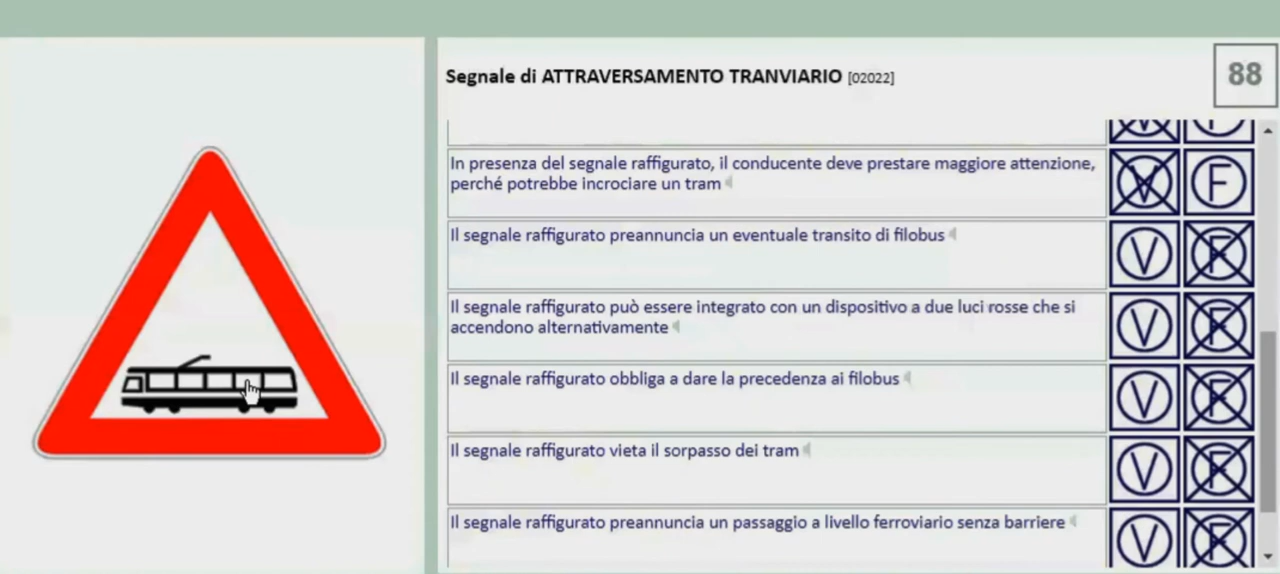 Segnale di ATTRAVERSAMENTO TRANVIARIO [02022]
88
In presenza del segnale raffigurato, il conducente deve prestare maggiore attenzione,
perché potrebbe incrociare un tram
V F
Il segnale raffigurato preannuncia un eventuale transito di filobus
V F
Il segnale raffigurato può essere integrato con un dispositivo a due luci rosse che si
accendono alternativamente
V F
Il segnale raffigurato obbliga a dare la precedenza ai filobus
V F
Il segnale raffigurato vieta il sorpasso dei tram
V F
Il segnale raffigurato preannuncia un passaggio a livello ferroviario senza barriere
V F